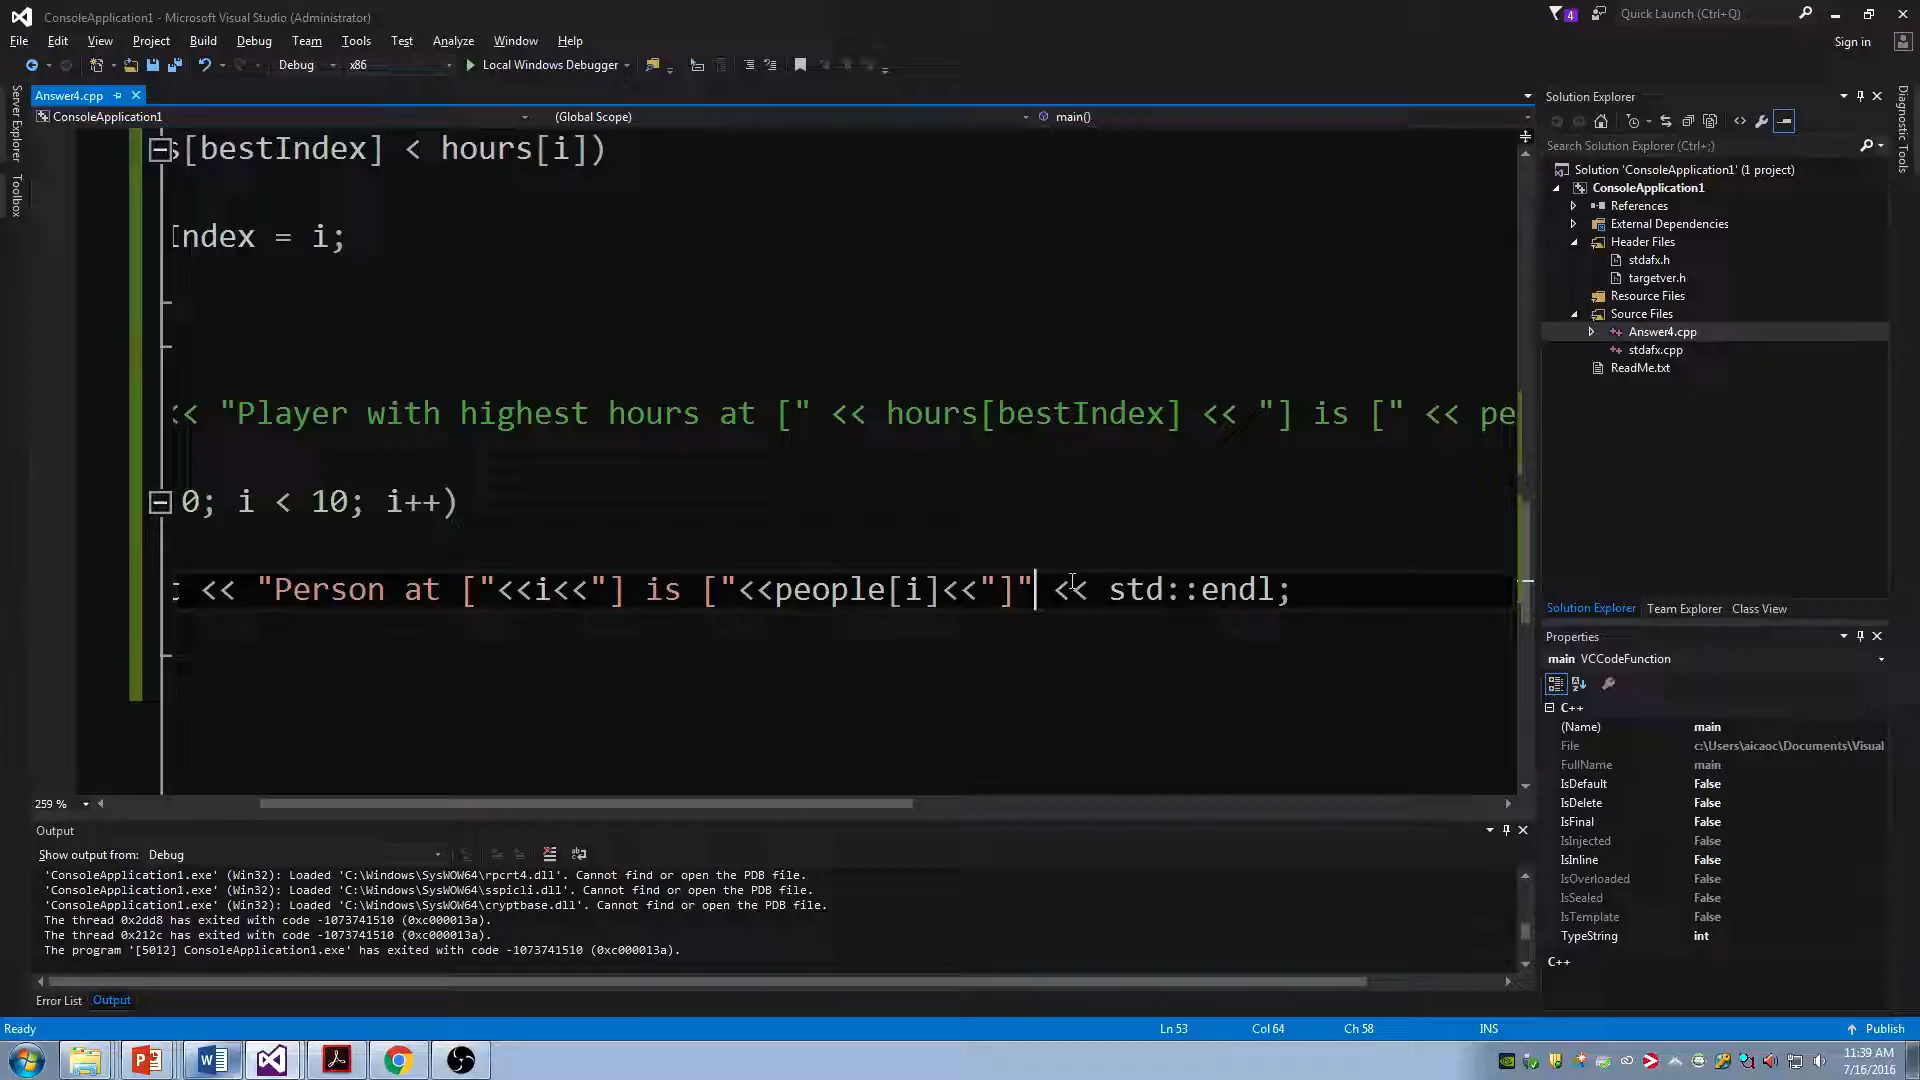 ConsoleApplication1 - Microsoft Visual Studio (Administrator)
4
Quick Launch (Ctrl+Q)
File Edit View Project Build Debug Team Tools Test Analyze Window Help
Sign in
Debug x86 Local Windows Debugger
Server Explorer
Toolbox
Answer4.cpp
ConsoleApplication1 (Global Scope) main()
s[bestIndex] < hours[i])
Index = i;
<< "Player with highest hours at [" << hours[bestIndex] << "] is [" << pe
0; i < 10; i++)
<< "Person at ["<<i<<"] is ["<<people[i]<<"]" << std::endl;
259 %
Output
Show output from: Debug
'ConsoleApplication1.exe' (Win32): Loaded 'C:\Windows\SysWOW64\rpcrt4.dll'. Cannot find or open the PDB file.
'ConsoleApplication1.exe' (Win32): Loaded 'C:\Windows\SysWOW64\sspicli.dll'. Cannot find or open the PDB file.
'ConsoleApplication1.exe' (Win32): Loaded 'C:\Windows\SysWOW64\cryptbase.dll'. Cannot find or open the PDB file.
The thread 0x2dd8 has exited with code -1073741510 (0xc000013a).
The thread 0x212c has exited with code -1073741510 (0xc000013a).
The program '[5012] ConsoleApplication1.exe' has exited with code -1073741510 (0xc000013a).
Error List Output
Solution Explorer
Search Solution Explorer (Ctrl+;)
Solution 'ConsoleApplication1' (1 project)
ConsoleApplication1
References
External Dependencies
Header Files
stdafx.h
targetver.h
Resource Files
Source Files
Answer4.cpp
stdafx.cpp
ReadMe.txt
Solution Explorer Team Explorer Class View
Properties
main VCCodeFunction
C++
(Name) main
File c:\Users\aicaoc\Documents\Visual
FullName main
IsDefault False
IsDelete False
IsFinal False
IsInjected False
IsInline False
IsOverloaded False
IsSealed False
IsTemplate False
TypeString int
C++
Diagnostic Tools
Ready Ln 53 Col 64 Ch 58 INS Publish
11:39 AM
7/16/2016